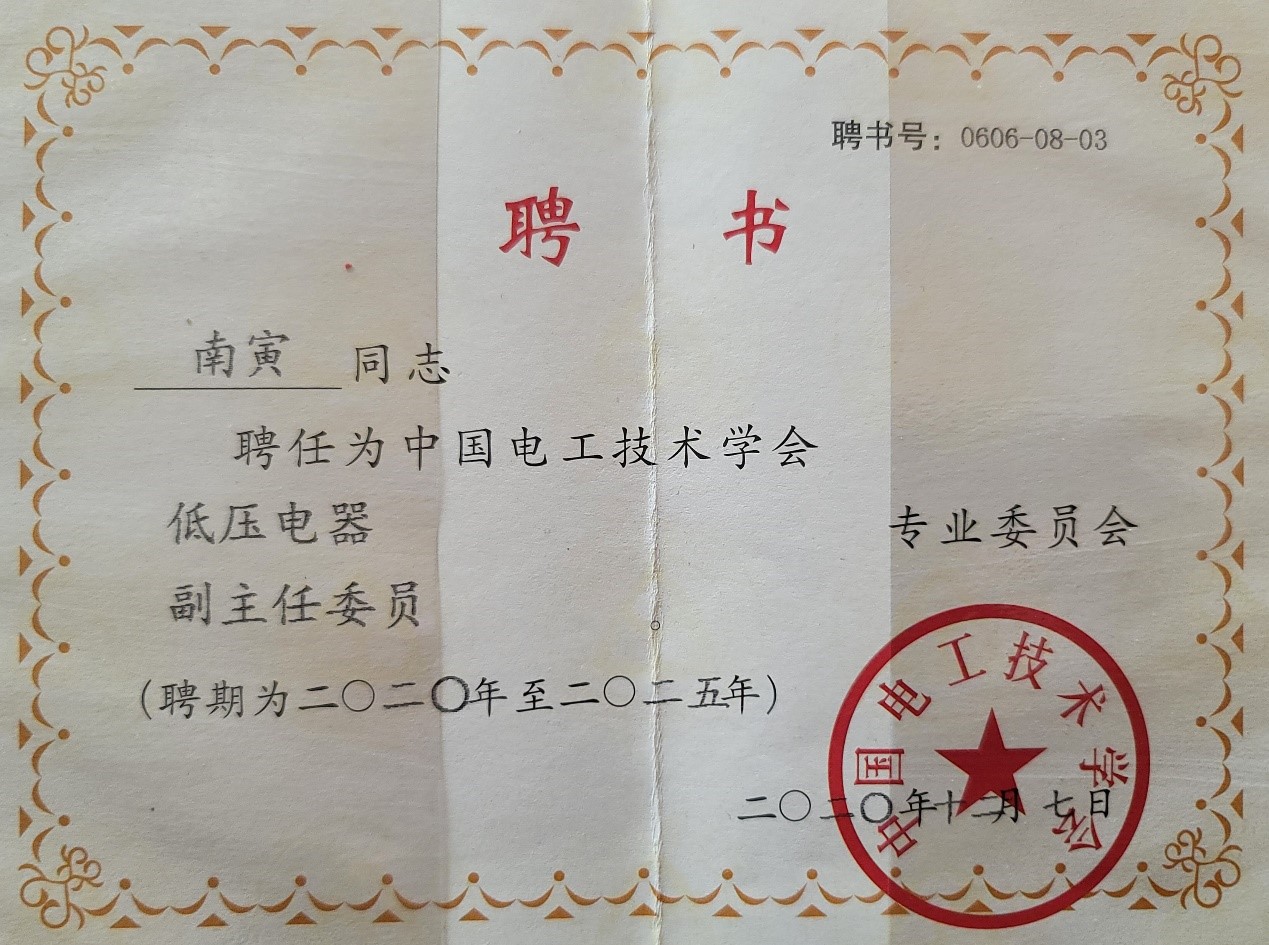 聘书号：0606-08-03
聘 书
南寅 同志
聘任为中国电工技术学会
低压电器 专业委员会
副主任委员 。
（聘期为二〇二〇年至二〇二五年）
中国电工技术学会
二〇二〇年十二月七日